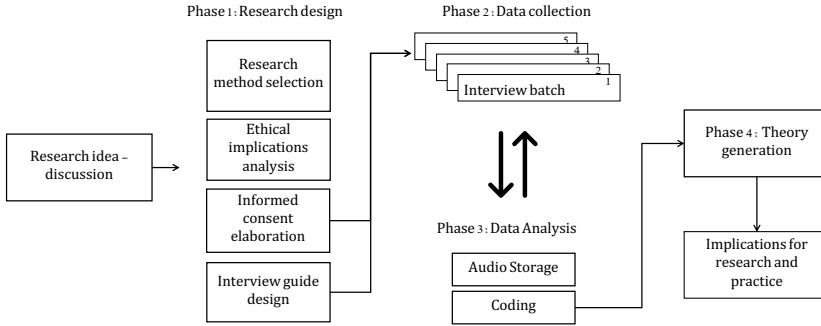 Phase 1: Research design
Research
method selection
Ethical
implications
analysis
Informed
consent
elaboration
Interview guide
design
Research idea –
discussion
Phase 2: Data collection
5
4
3
2
1
Interview batch
Phase 3: Data Analysis
Audio Storage
Coding
Phase 4: Theory
generation
Implications for
research and
practice